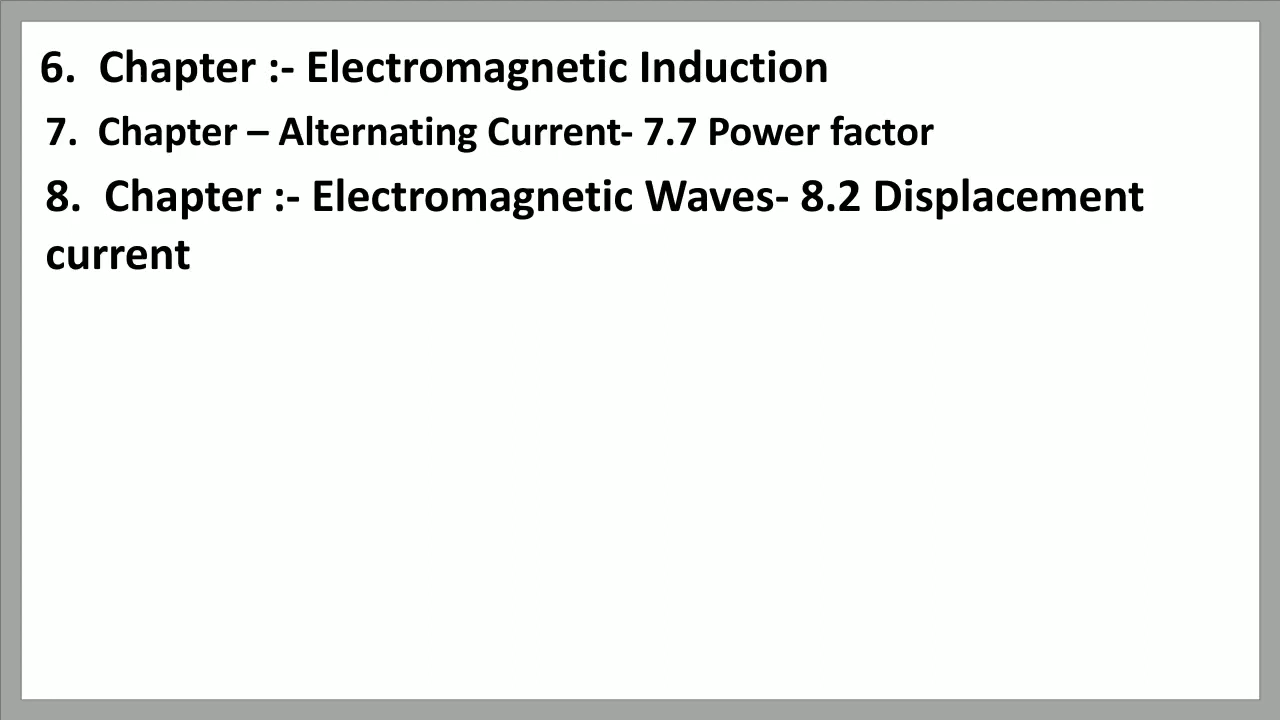 6.  Chapter :- Electromagnetic Induction
7.  Chapter – Alternating Current- 7.7 Power factor
8.  Chapter :- Electromagnetic Waves- 8.2 Displacement
current